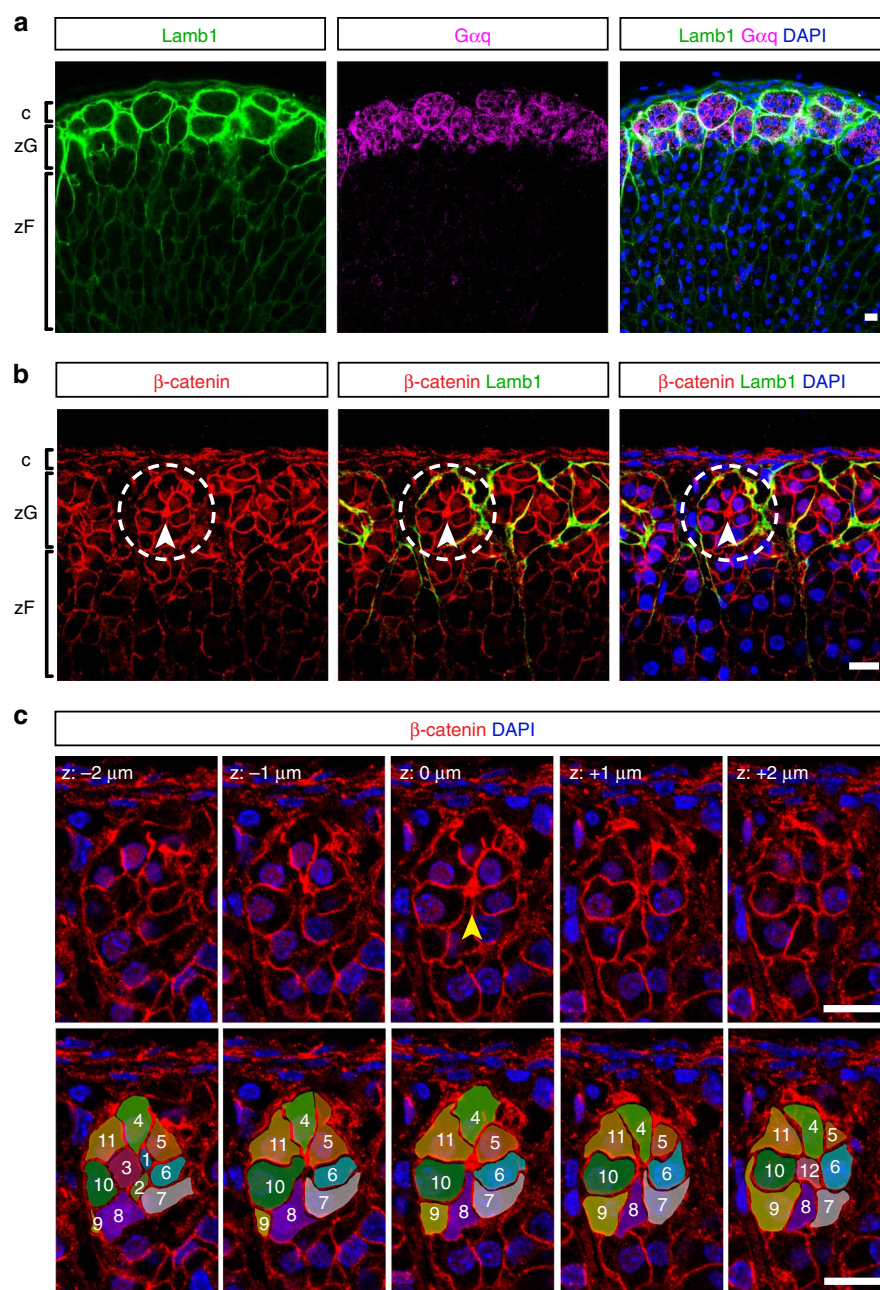 a
Lamb1
Gαq
Lamb1 Gαq DAPI
c
zG
zF
b
β-catenin
β-catenin Lamb1
β-catenin Lamb1 DAPI
c
zG
zF
c
β-catenin DAPI
z: –2 μm
z: –1 μm
z: 0 μm
z: +1 μm
z: +2 μm
4
11
5
1
3
6
10
2
7
8
9
4
11
5
6
10
7
8
9
4
11
5
6
10
7
9
8
4
11
5
10
6
7
9
8
4
11
5
10
12
6
9
8
7